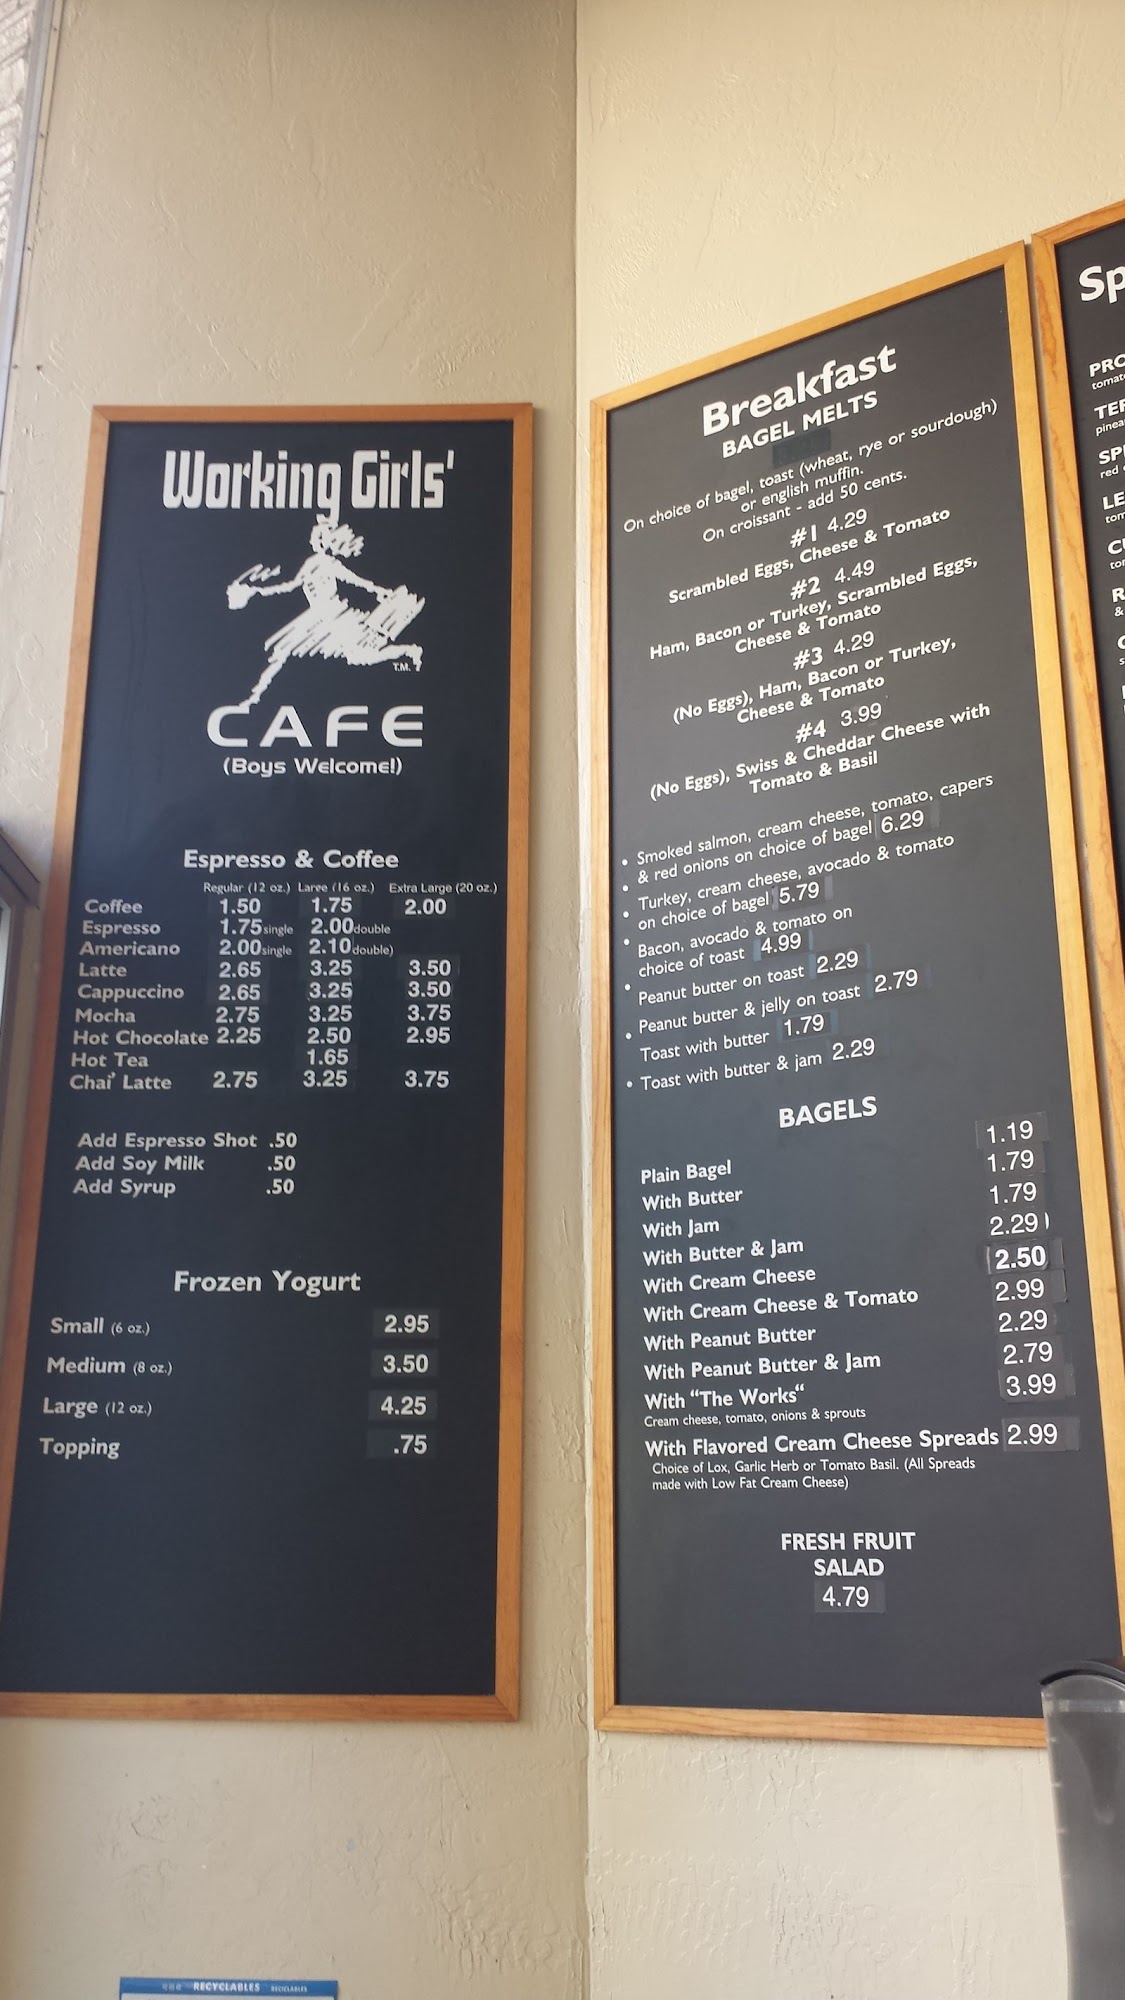 Working Girls'
T.M.
CAFE
(Boys Welcome!)
Espresso & Coffee
Regular (12 oz.) Large (16 oz.) Extra Large (20 oz.)
Coffee 1.50 1.75 2.00
Espresso 1.75 single 2.00 double
Americano 2.00 single 2.10 double)
Latte 2.65 3.25 3.50
Cappuccino 2.65 3.25 3.50
Mocha 2.75 3.25 3.75
Hot Chocolate 2.25 2.50 2.95
Hot Tea 1.65
Chai' Latte 2.75 3.25 3.75
Add Espresso Shot .50
Add Soy Milk .50
Add Syrup .50
Frozen Yogurt
Small (6 oz.) 2.95
Medium (8 oz.) 3.50
Large (12 oz.) 4.25
Topping .75
Breakfast
BAGEL MELTS
On choice of bagel, toast (wheat, rye or sourdough)
or english muffin.
On croissant - add 50 cents.
#1 4.29
Scrambled Eggs, Cheese & Tomato
#2 4.49
Ham, Bacon or Turkey, Scrambled Eggs,
Cheese & Tomato
#3 4.29
(No Eggs), Ham, Bacon or Turkey,
Cheese & Tomato
#4 3.99
(No Eggs), Swiss & Cheddar Cheese with
Tomato & Basil
• Smoked salmon, cream cheese, tomato, capers
• & red onions on choice of bagel 6.29
• Turkey, cream cheese, avocado & tomato
on choice of bagel 5.79
• Bacon, avocado & tomato on
choice of toast 4.99
• Peanut butter on toast 2.29
• Peanut butter & jelly on toast 2.79
Toast with butter 1.79
• Toast with butter & jam 2.29
BAGELS
Plain Bagel 1.19
With Butter 1.79
With Jam 1.79
With Butter & Jam 2.29
With Cream Cheese 2.50
With Cream Cheese & Tomato 2.99
With Peanut Butter 2.29
With Peanut Butter & Jam 2.79
With "The Works" 3.99
Cream cheese, tomato, onions & sprouts
With Flavored Cream Cheese Spreads 2.99
Choice of Lox, Garlic Herb or Tomato Basil. (All Spreads
made with Low Fat Cream Cheese)
FRESH FRUIT
SALAD
4.79
Sp
PRO
tomat
pinea
SP
red
LE
tom
RECYCLABLES RECICLABLES